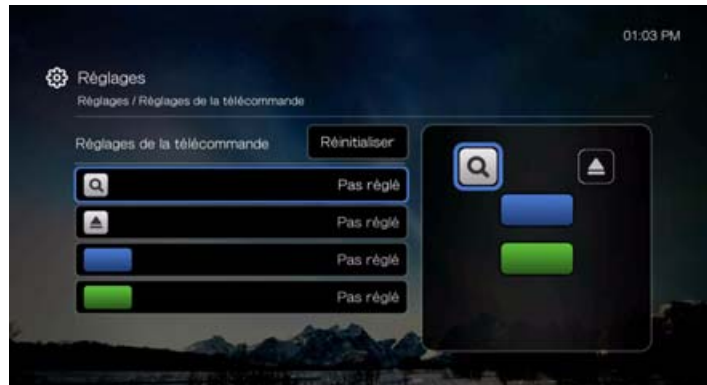 01:03 PM
Réglages
Réglages / Réglages de la télécommande
Réglages de la télécommande
Réinitialiser
Pas réglé
Pas réglé
Pas réglé
Pas réglé